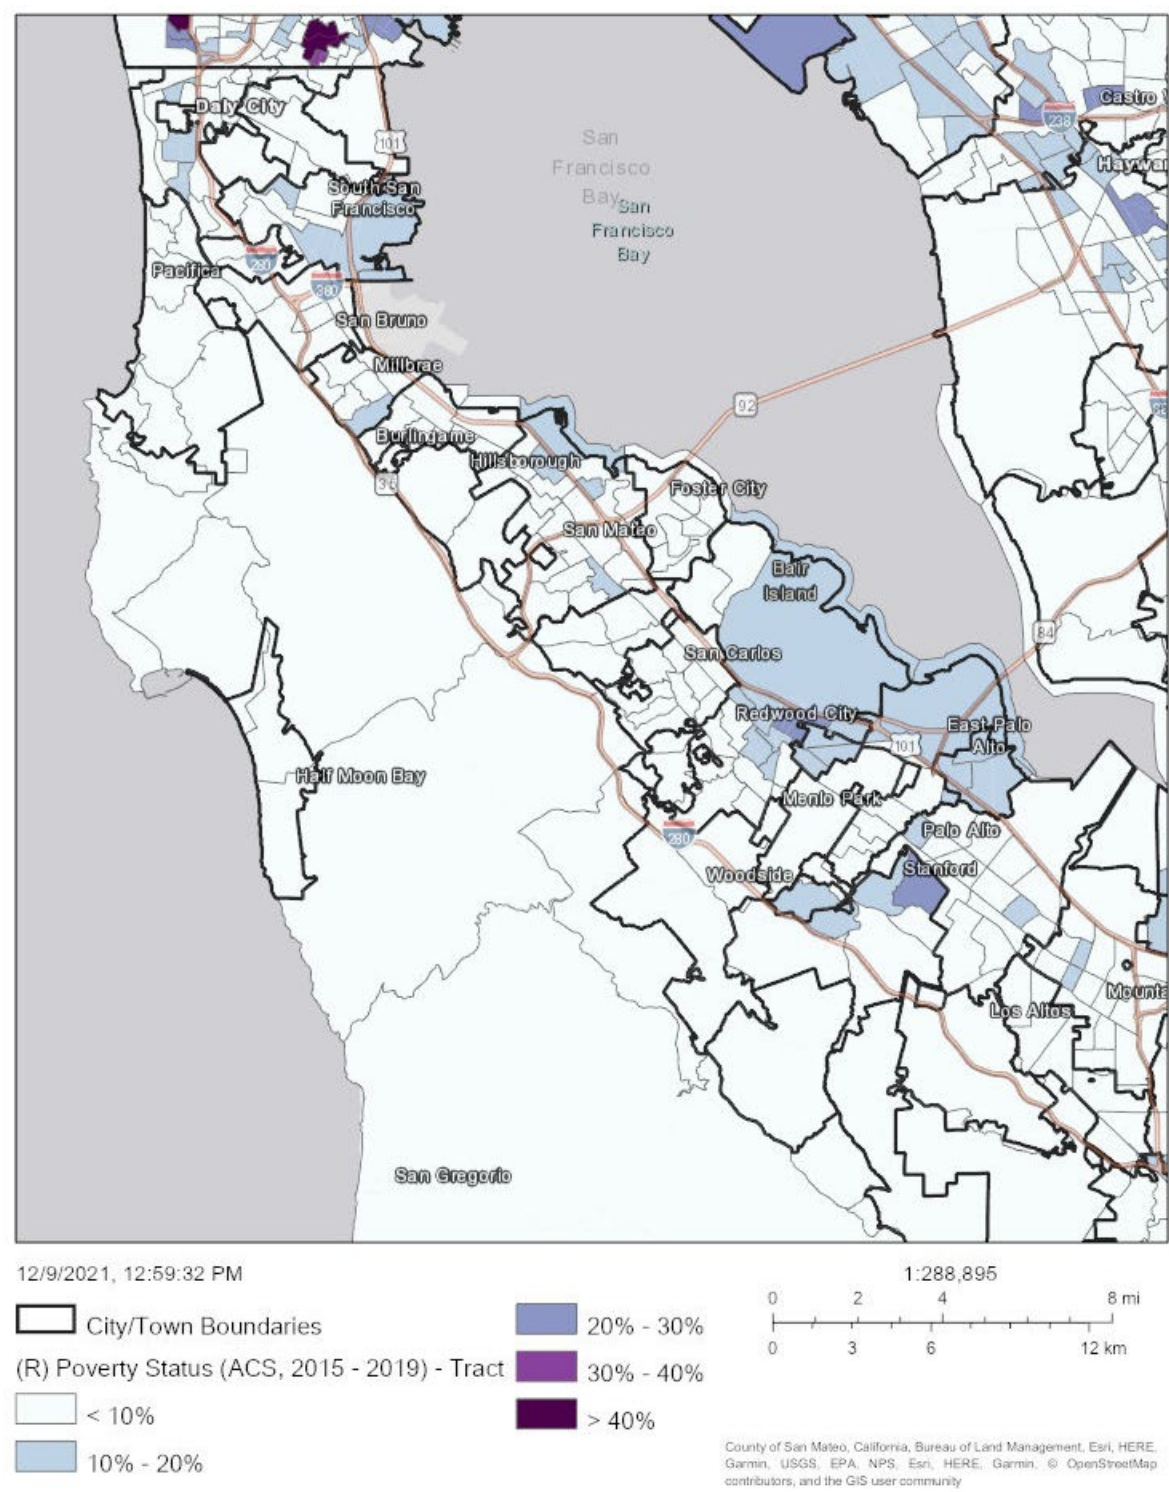 Daly City
101
Castro V
238
Haywar
San
Francisco
Bay
San
Francisco
Bay
South San
Francisco
Pacifica
280
380
San Bruno
Millbrae
92
Burlingame
Hillsborough
35
Foster City
San Mateo
Bair
Island
84
San Carlos
Redwood City
East Palo
Alto
101
Half Moon Bay
Menlo Park
280
Palo Alto
Woodside
Stanford
Mounta
Los Altos
San Gregorio
12/9/2021, 12:59:32 PM
1:288,895
0 2 4 8 mi
0 3 6 12 km
City/Town Boundaries
(R) Poverty Status (ACS, 2015 - 2019) - Tract
< 10%
10% - 20%
20% - 30%
30% - 40%
> 40%
County of San Mateo, California, Bureau of Land Management, Esri, HERE,
Garmin, USGS, EPA, NPS, Esri, HERE, Garmin, © OpenStreetMap
contributors, and the GIS user community